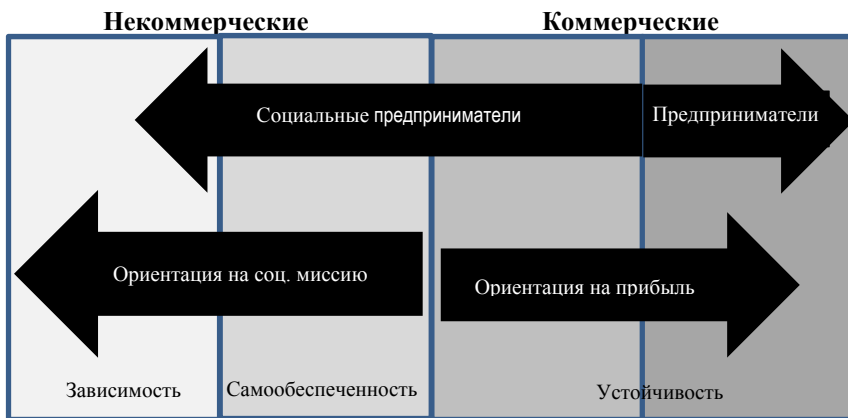 Некоммерческие Коммерческие
Социальные предприниматели Предприниматели
Ориентация на соц. миссию Ориентация на прибыль
Зависимость Самообеспеченность Устойчивость